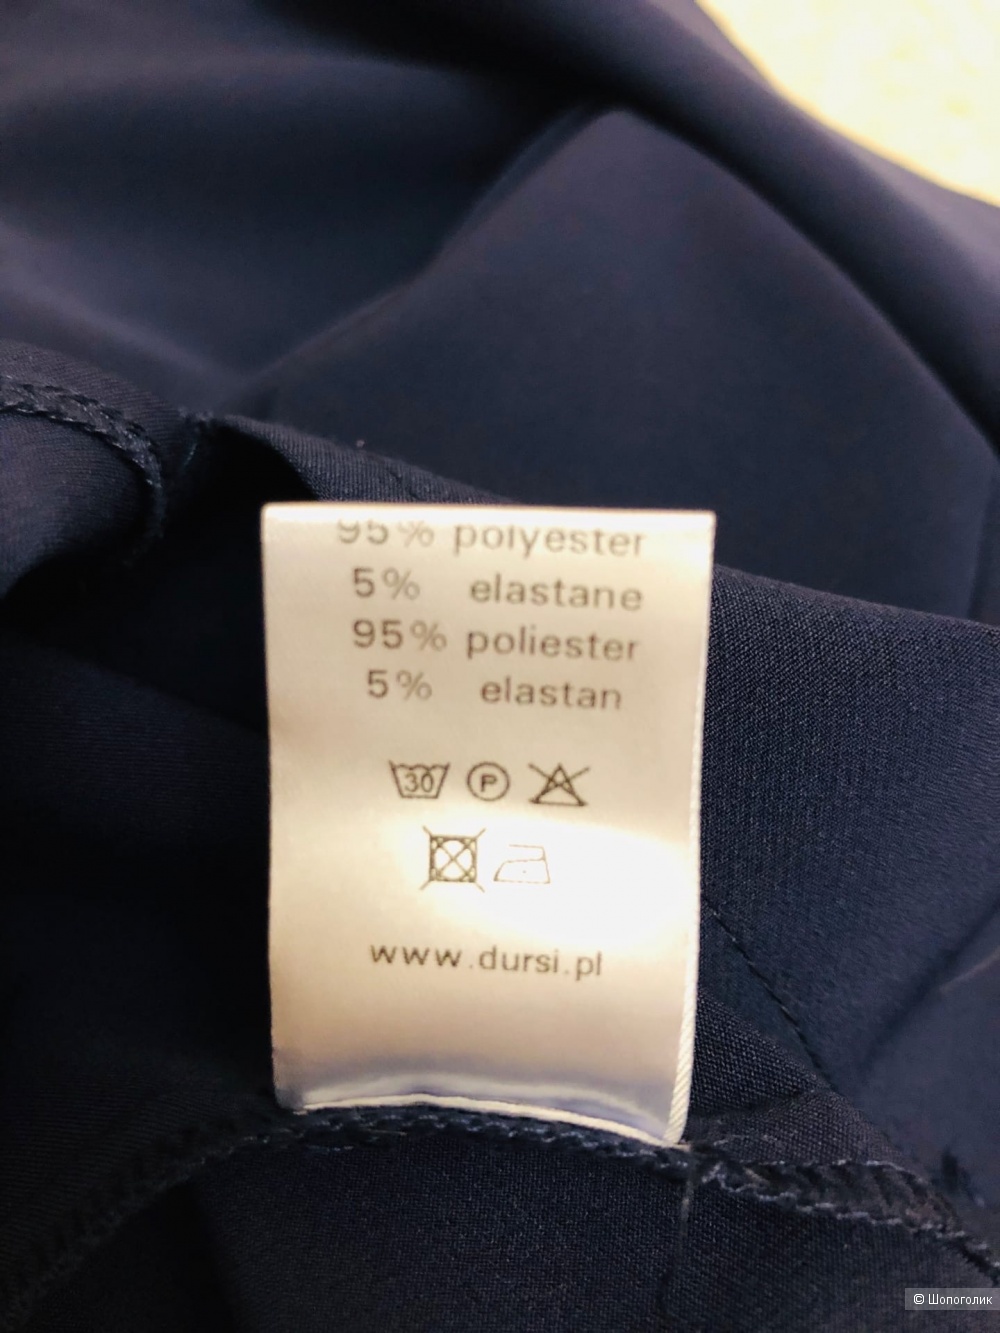 95% polyester
5% elastane
95% poliester
5% elastan
30 P
www.dursi.pl
© Шопоголик